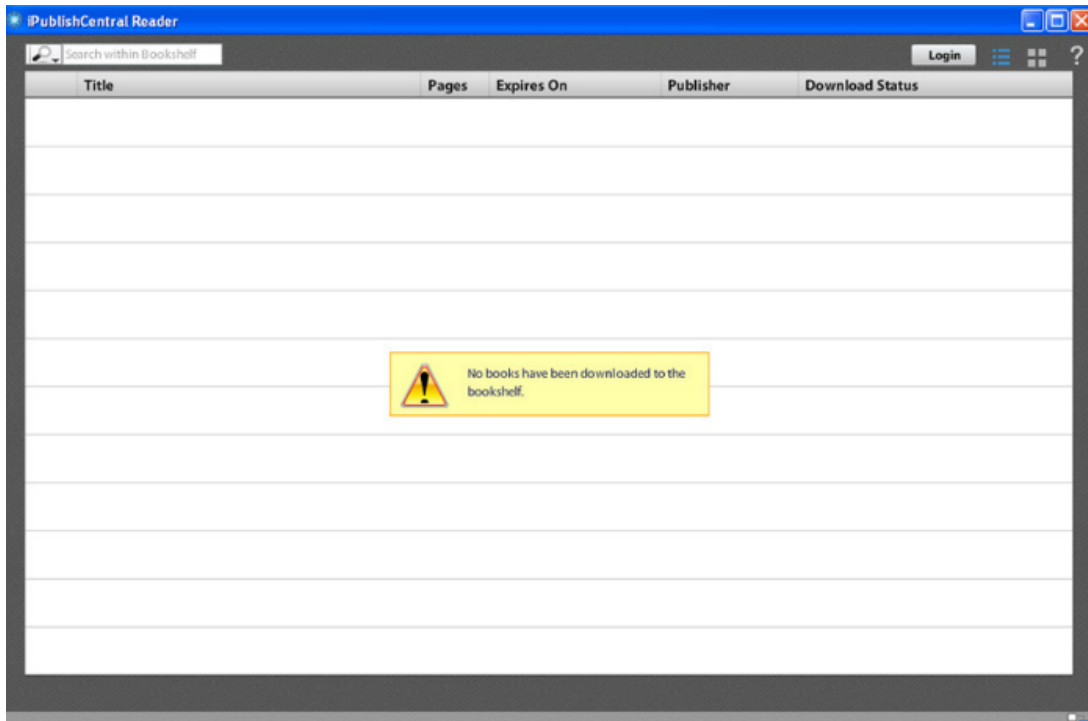 iPublishCentral Reader
Search within Bookshelf
Login
?
Title Pages Expires On Publisher Download Status
No books have been downloaded to the
bookshelf.